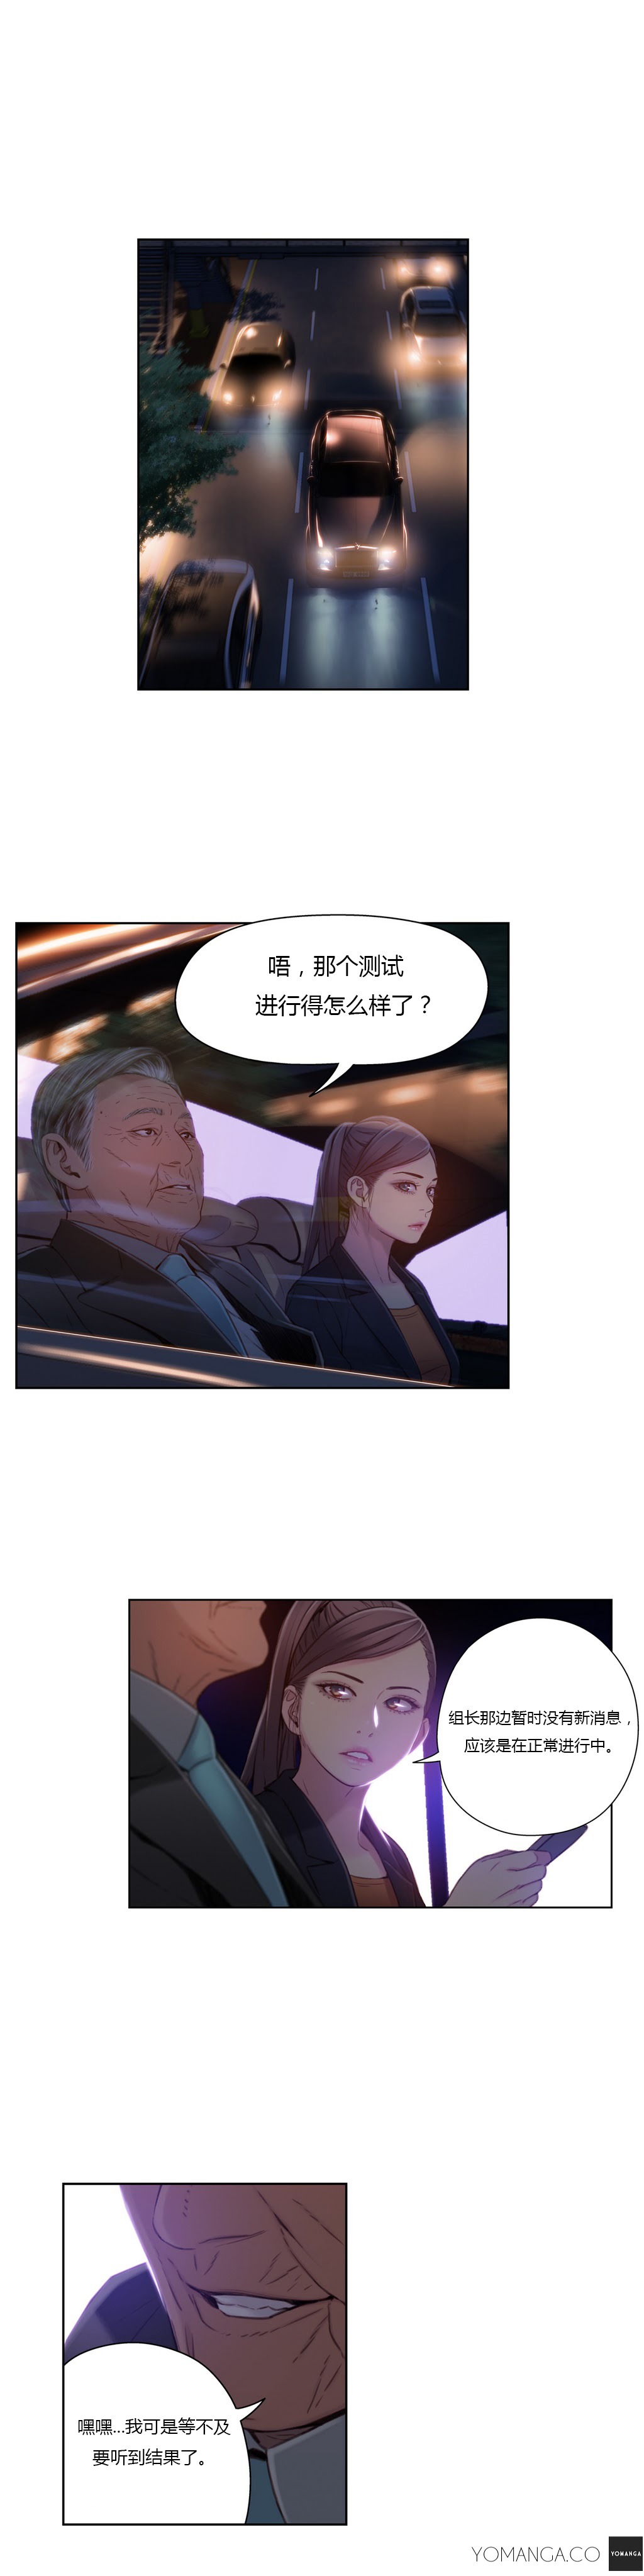 唔，那个测试
进行得怎么样了？
组长那边暂时没有新消息，
应该是在正常进行中。
嘿嘿...我可是等不及
要听到结果了。
YOMANGA.CO
YOMANGA